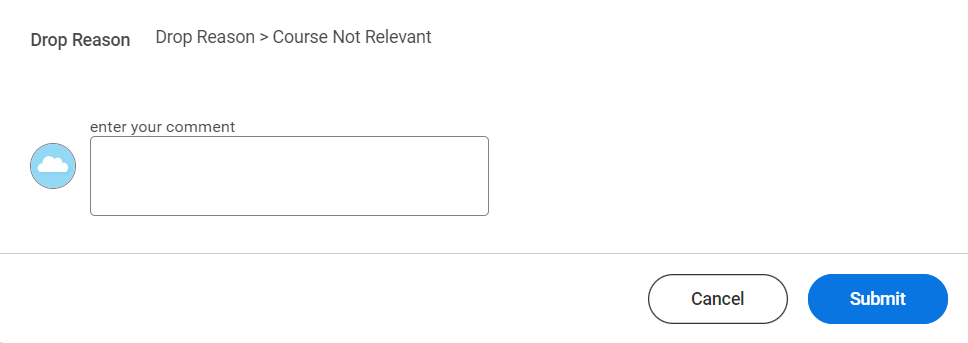 Drop Reason Drop Reason > Course Not Relevant
enter your comment
Cancel Submit